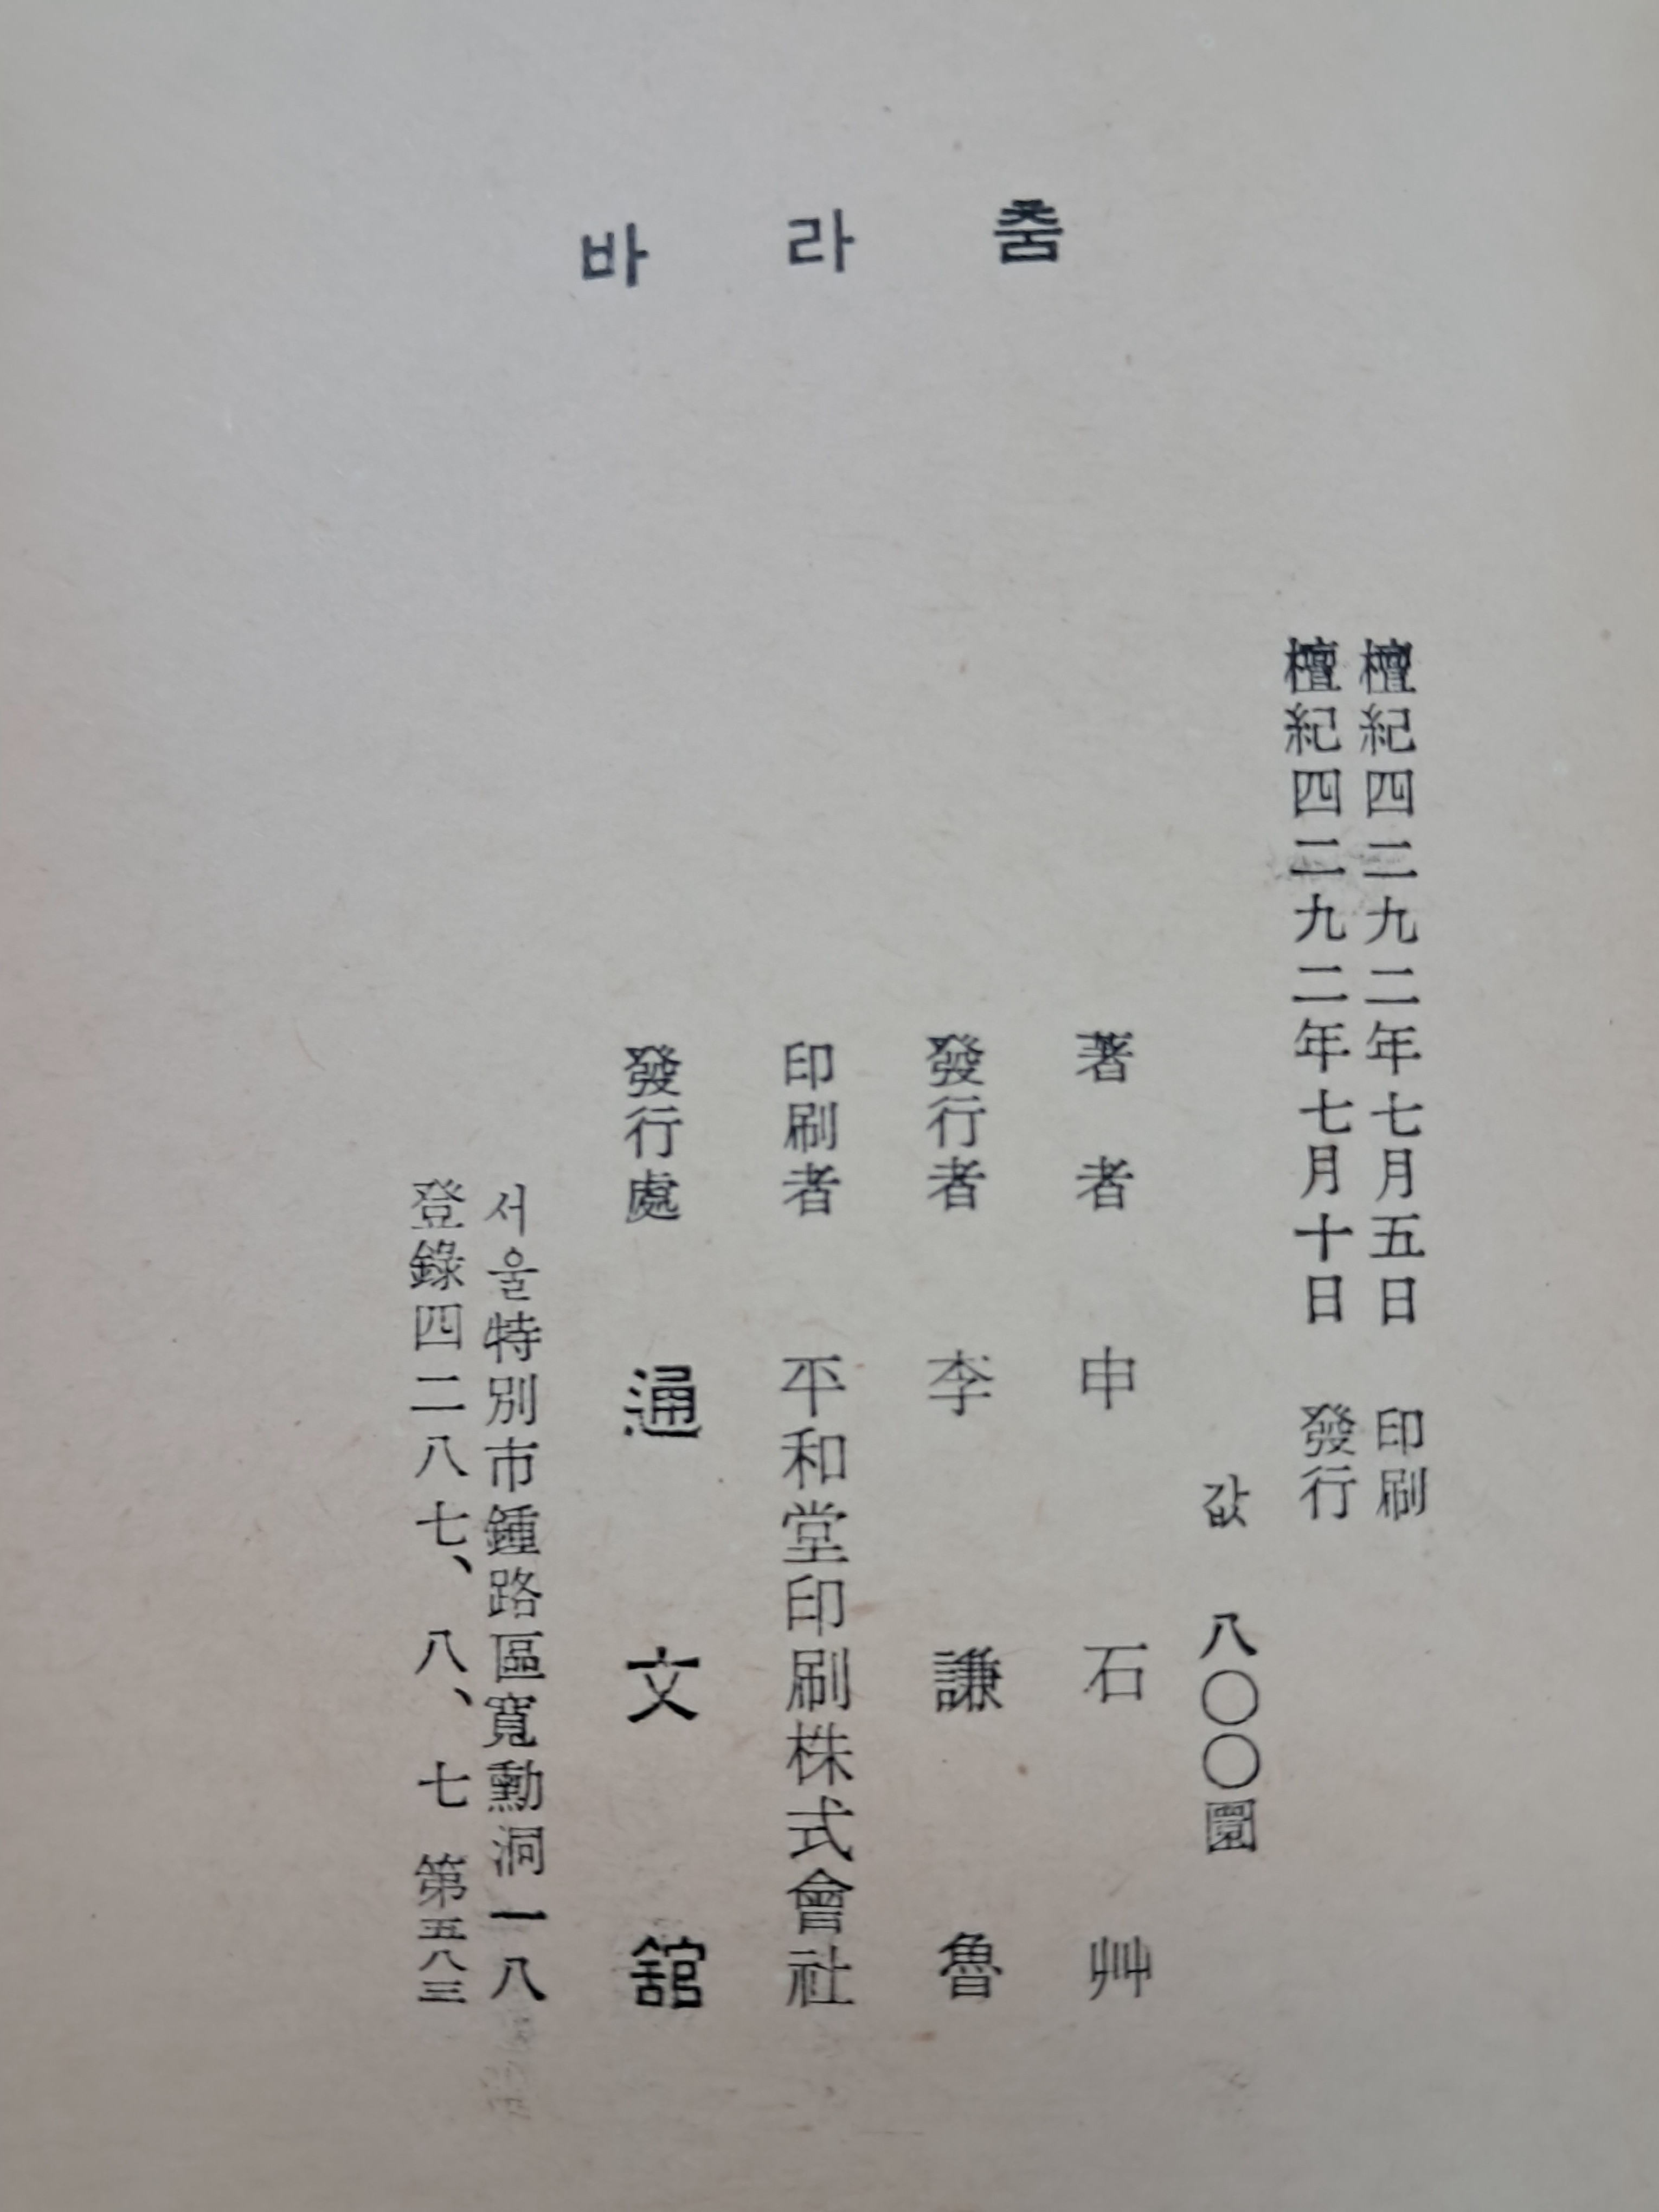 바라춤
檀紀四二九二年七月五日 印刷
檀紀四二九二年七月十日 發行
값 八〇〇圜
著者 申石艸
發行者 李謙魯
印刷者 平和堂印刷株式會社
發行處 通文舘
서울特別市鍾路區寬勳洞一八
登錄四二八七、八、七 第五八三